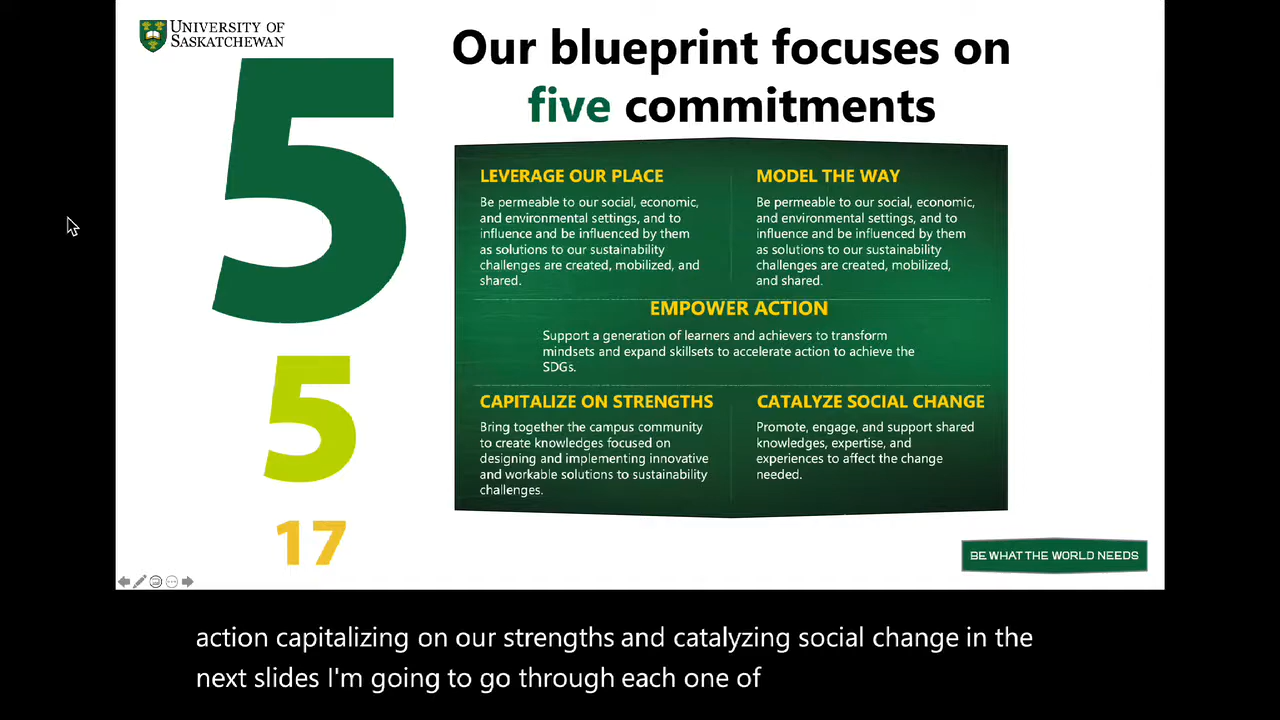 UNIVERSITY OF
SASKATCHEWAN
5
5
17
Our blueprint focuses on
five commitments
LEVERAGE OUR PLACE
Be permeable to our social, economic,
and environmental settings, and to
influence and be influenced by them
as solutions to our sustainability
challenges are created, mobilized, and
shared.
MODEL THE WAY
Be permeable to our social, economic,
and environmental settings, and to
influence and be influenced by them
as solutions to our sustainability
challenges are created, mobilized,
and shared.
EMPOWER ACTION
Support a generation of learners and achievers to transform
mindsets and expand skillsets to accelerate action to achieve the
SDGs.
CAPITALIZE ON STRENGTHS
Bring together the campus community
to create knowledges focused on
designing and implementing innovative
and workable solutions to sustainability
challenges.
CATALYZE SOCIAL CHANGE
Promote, engage, and support shared
knowledges, expertise, and
experiences to affect the change
needed.
BE WHAT THE WORLD NEEDS
action capitalizing on our strengths and catalyzing social change in the
next slides I'm going to go through each one of